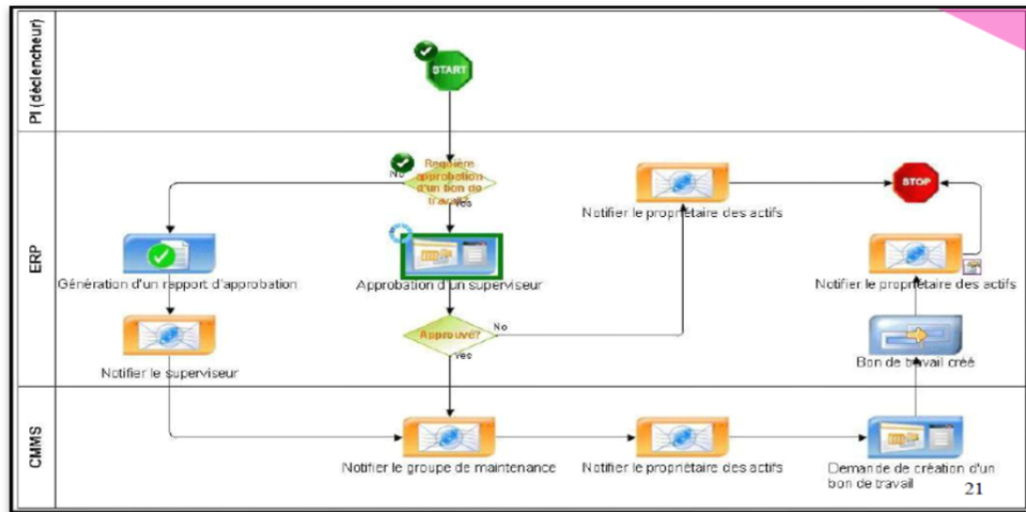 PI (déclencheur)
START
Requière
approbation
d'un bon de
travail?
No
Yes
Notifier le propriétaire des actifs
STOP
ERP
Génération d'un rapport d'approbation
Approbation d'un superviseur
Notifier le propriétaire des actifs
Approuvé?
No
Yes
Notifier le superviseur
Bon de travail créé
CMMS
Notifier le groupe de maintenance
Notifier le propriétaire des actifs
Demande de création d'un
bon de travail
21